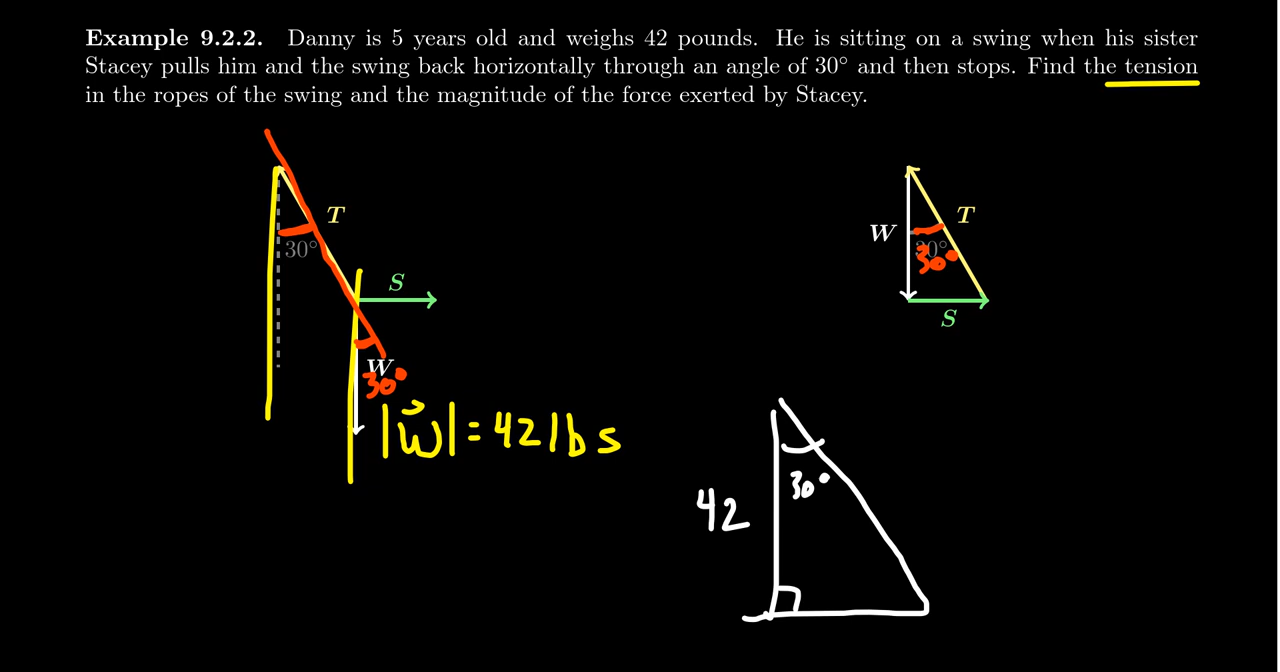 Example 9.2.2. Danny is 5 years old and weighs 42 pounds. He is sitting on a swing when his sister
Stacey pulls him and the swing back horizontally through an angle of 30° and then stops. Find the tension
in the ropes of the swing and the magnitude of the force exerted by Stacey.
T
30°
S
W
30°
|w⃗| = 42 lbs
W
T
30°
30°
S
42
30°